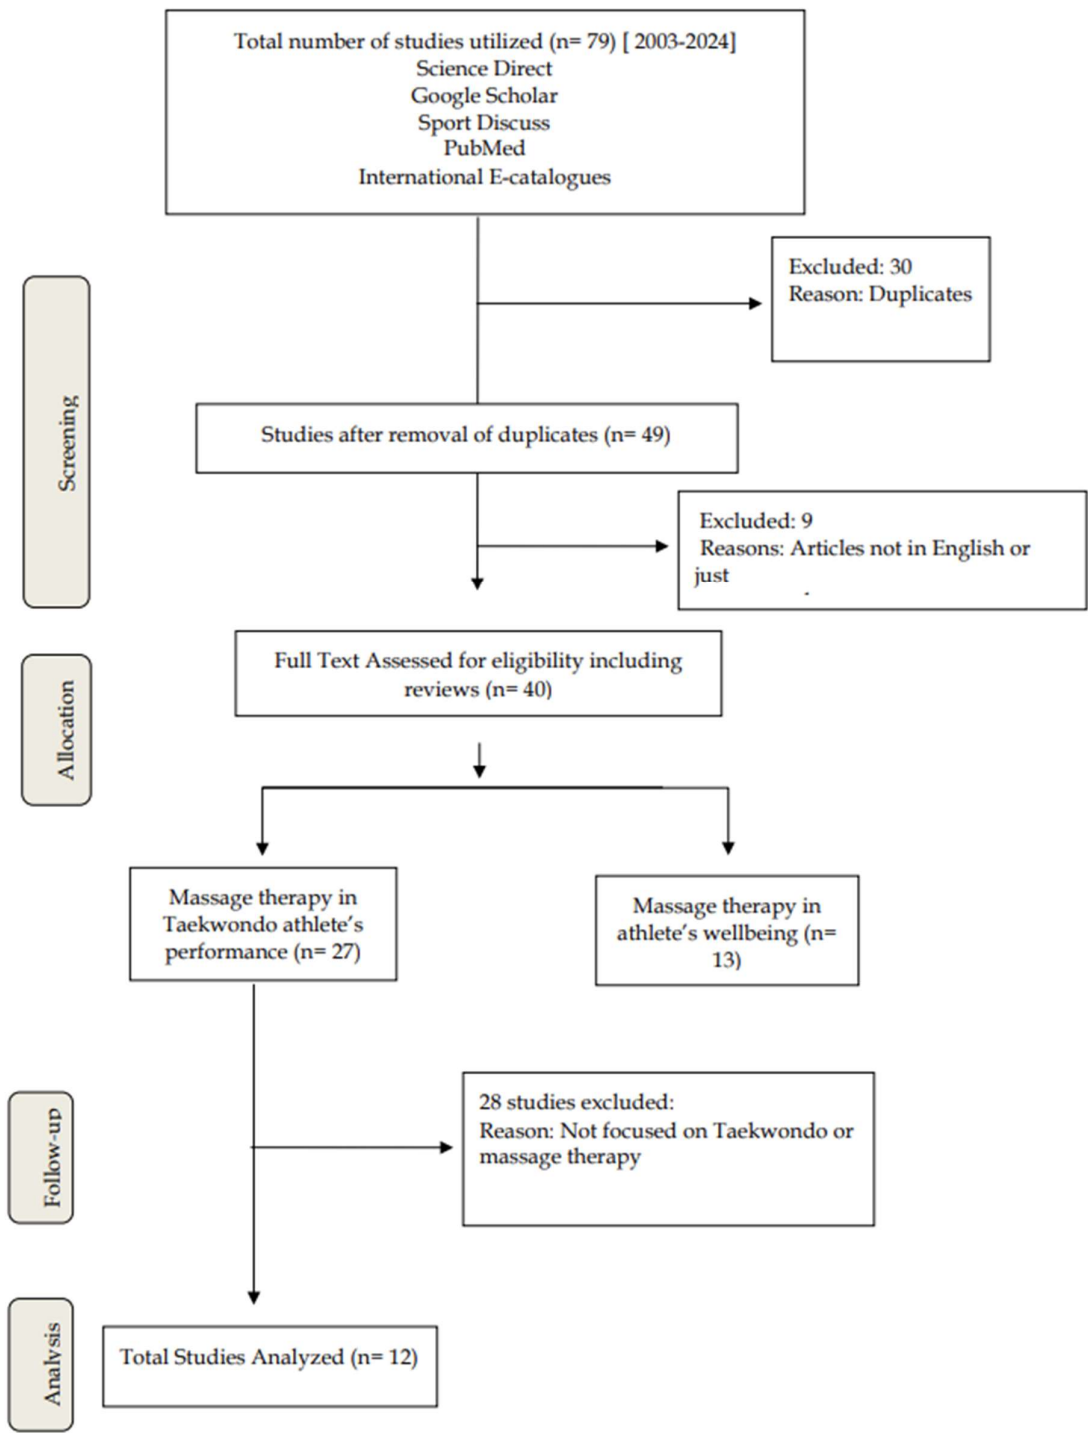 Total number of studies utilized (n= 79) [ 2003-2024]
Science Direct
Google Scholar
Sport Discuss
PubMed
International E-catalogues
Excluded: 30
Reason: Duplicates
Screening
Studies after removal of duplicates (n= 49)
Excluded: 9
Reasons: Articles not in English or
just
Allocation
Full Text Assessed for eligibility including
reviews (n= 40)
Massage therapy in
Taekwondo athlete’s
performance (n= 27)
Massage therapy in
athlete’s wellbeing (n=
13)
Follow-up
28 studies excluded:
Reason: Not focused on Taekwondo or
massage therapy
Analysis
Total Studies Analyzed (n= 12)